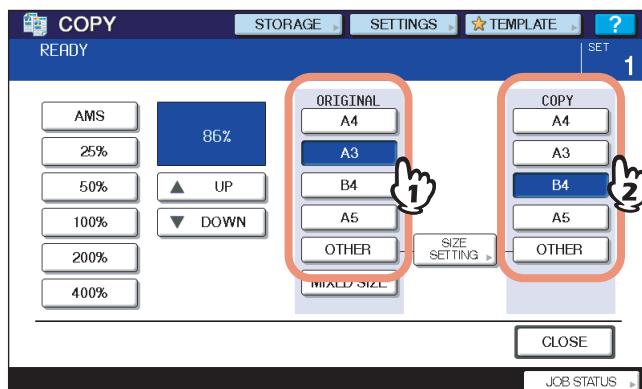 COPY
STORAGE
SETTINGS
TEMPLATE
?
READY
SET
1
AMS
25%
50%
100%
200%
400%
86%
UP
DOWN
ORIGINAL
A4
A3
B4
A5
OTHER
MIXED SIZE
1
SIZE
SETTING
COPY
A4
A3
B4
A5
OTHER
2
CLOSE
JOB STATUS